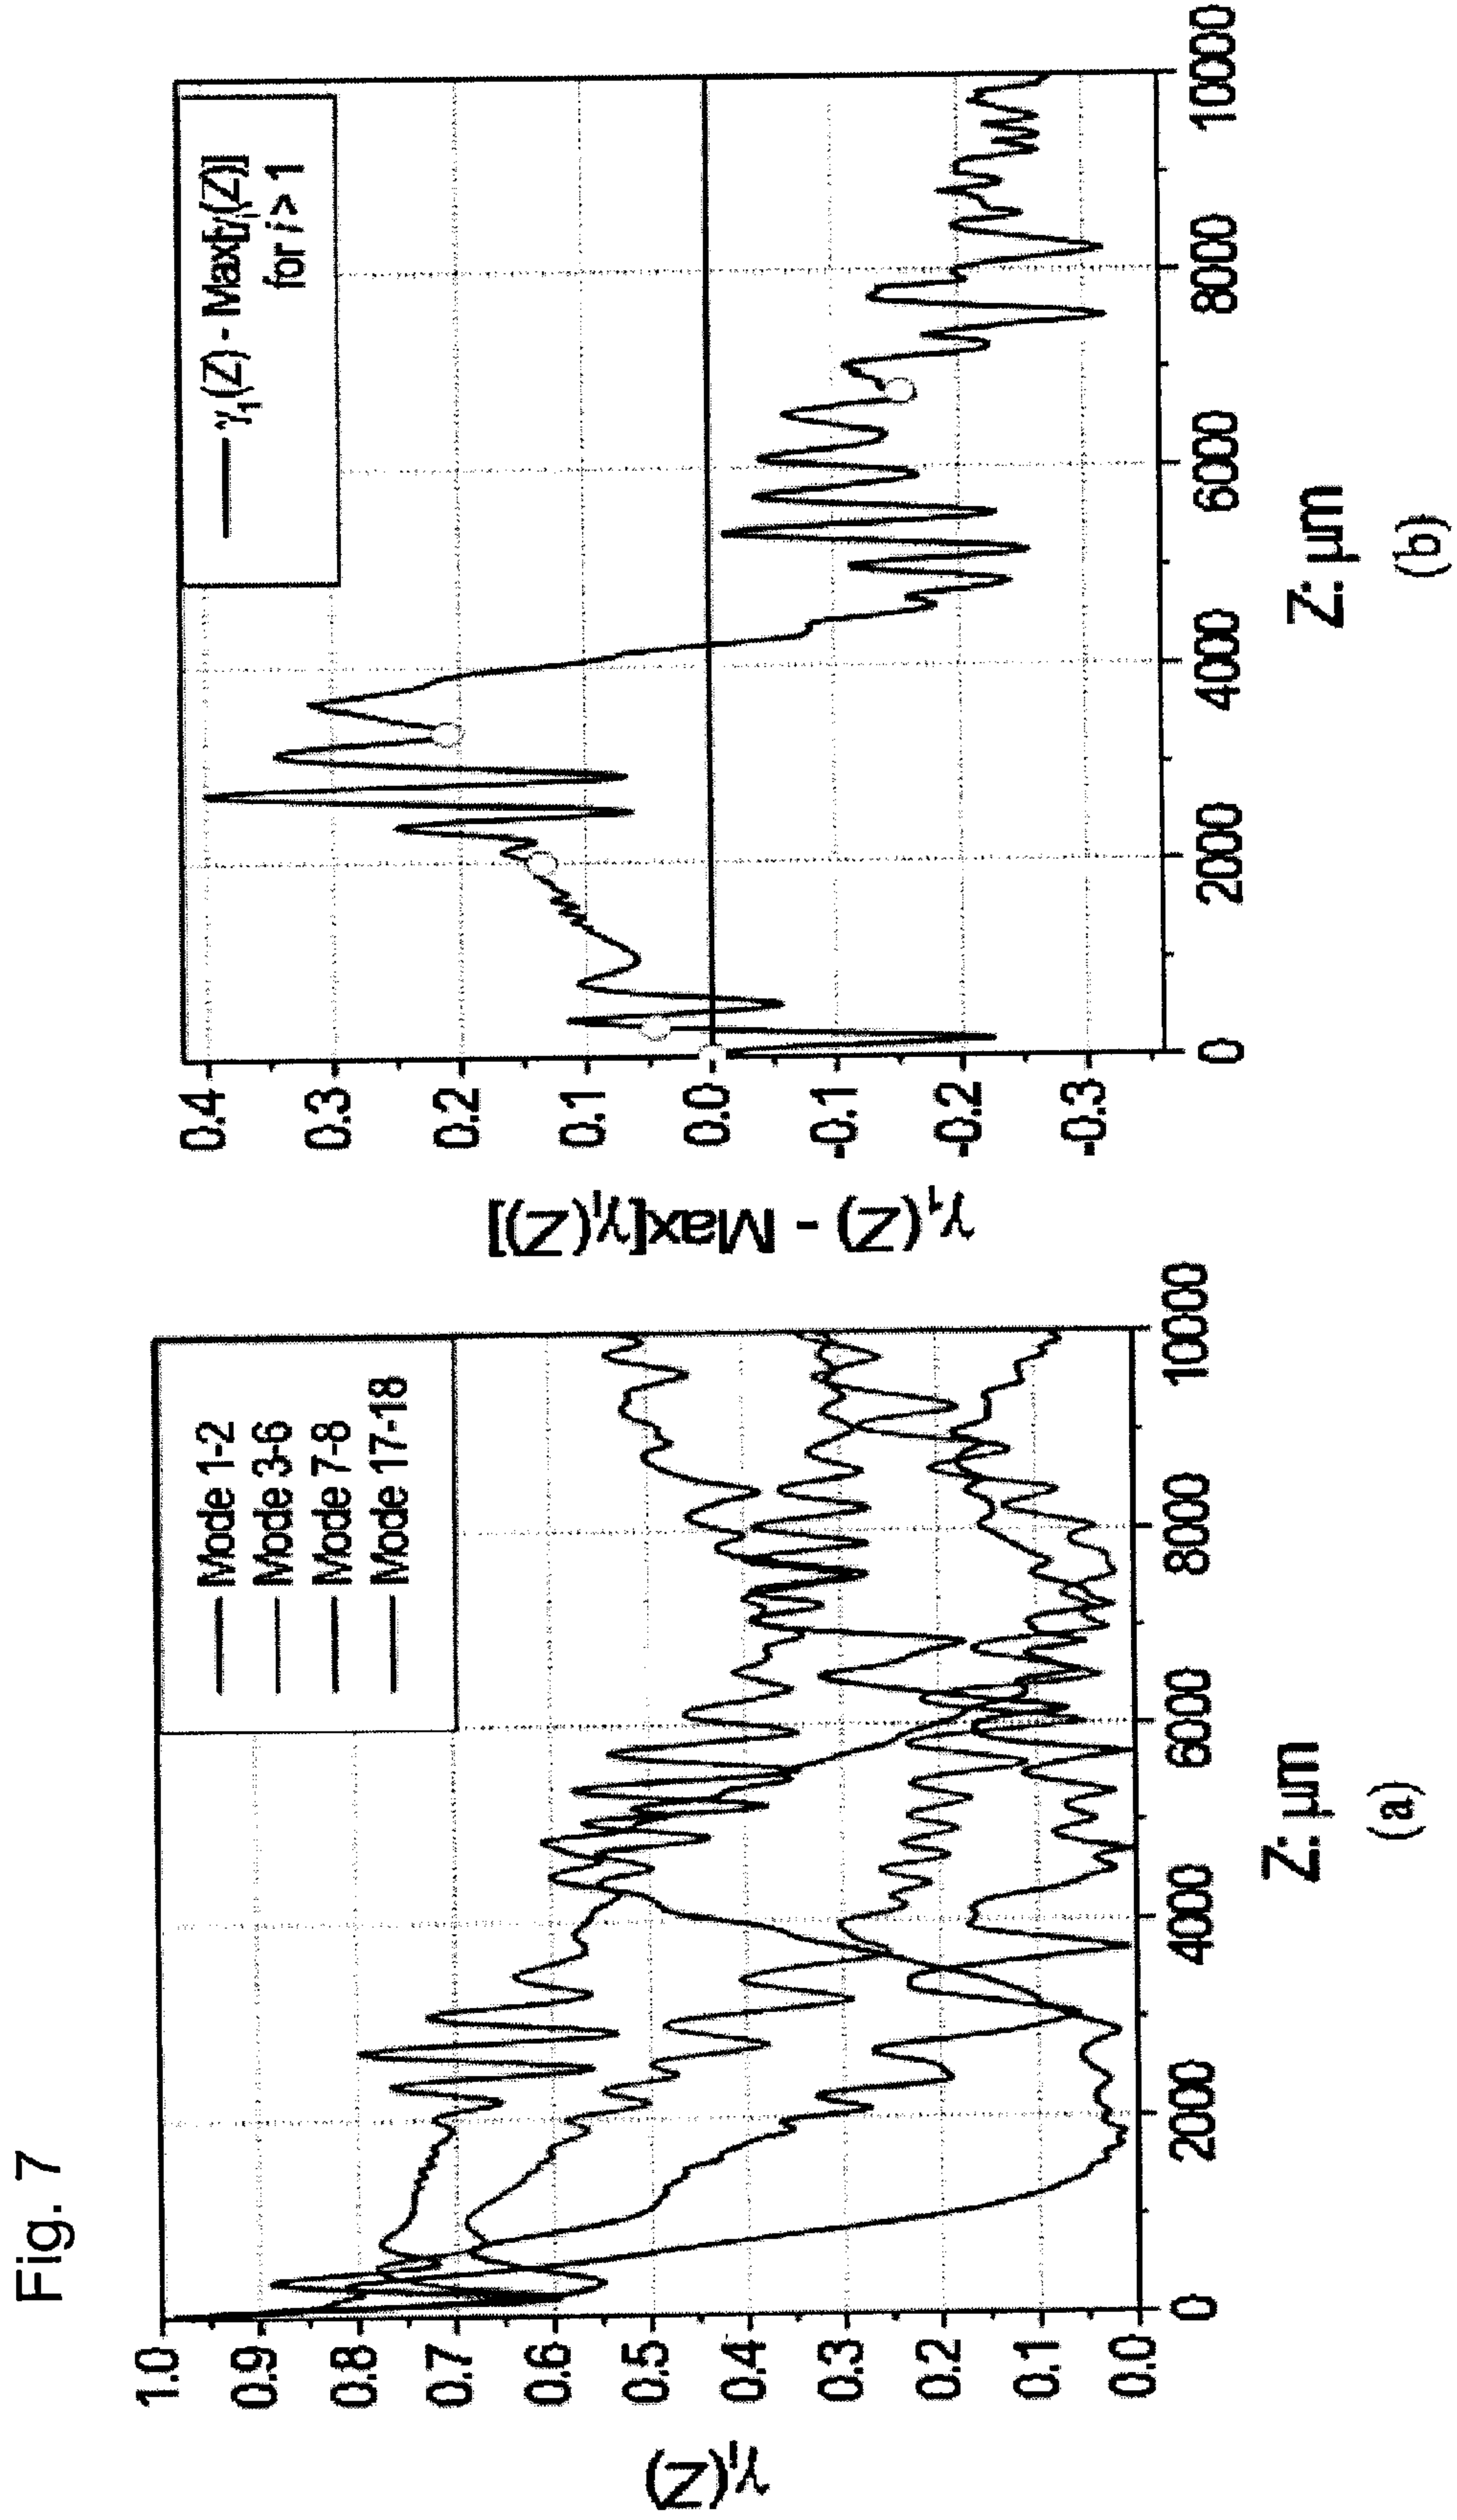 Fig. 7
γi(Z)
1.0
0.9
0.8
0.7
0.6
0.5
0.4
0.3
0.2
0.1
0.0
0
2000
4000
6000
8000
10000
Z: µm
(a)
Mode 1-2
Mode 3-6
Mode 7-8
Mode 17-18
γ1(Z) - Max[γi(Z)]
0.4
0.3
0.2
0.1
0.0
-0.1
-0.2
-0.3
0
2000
4000
6000
8000
10000
Z: µm
(b)
γ1(Z) - Max[γi(Z)]
for i > 1